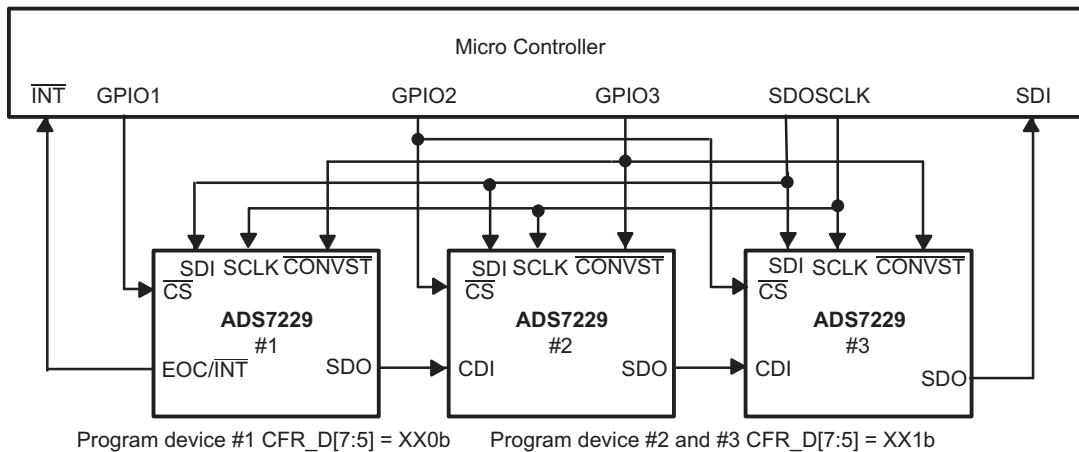 Micro Controller
INT GPIO1 GPIO2 GPIO3 SDOSCLK SDI
SDI SCLK CONVST
CS
ADS7229
#1
EOC/INT SDO
SDI SCLK CONVST
CS
ADS7229
#2
CDI SDO
SDI SCLK CONVST
CS
ADS7229
#3
CDI SDO
Program device #1 CFR_D[7:5] = XX0b Program device #2 and #3 CFR_D[7:5] = XX1b